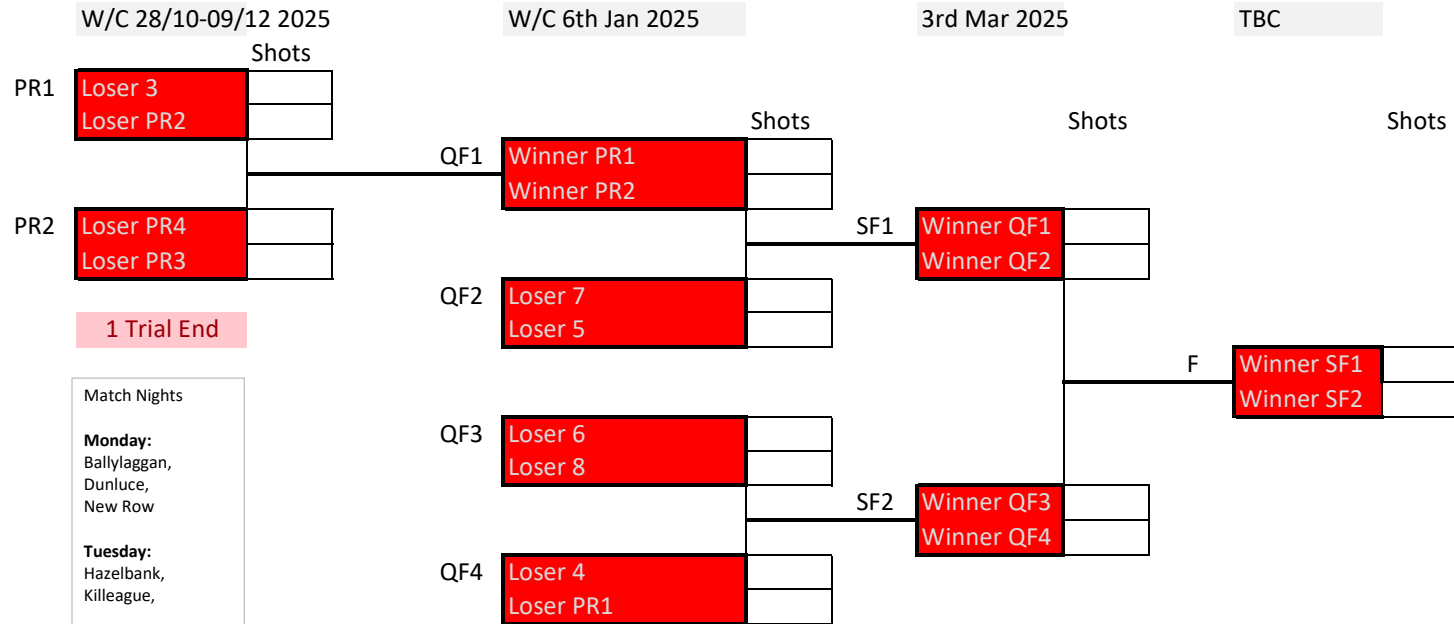 W/C 28/10-09/12 2025
W/C 6th Jan 2025
3rd Mar 2025
TBC
Shots
PR1
Loser 3
Loser PR2
Shots
Shots
Shots
QF1
Winner PR1
Winner PR2
PR2
Loser PR4
Loser PR3
SF1
Winner QF1
Winner QF2
QF2
Loser 7
Loser 5
1 Trial End
F
Winner SF1
Winner SF2
Match Nights
Monday:
Ballylaggan,
Dunluce,
New Row
Tuesday:
Hazelbank,
Killeague,
QF3
Loser 6
Loser 8
SF2
Winner QF3
Winner QF4
QF4
Loser 4
Loser PR1